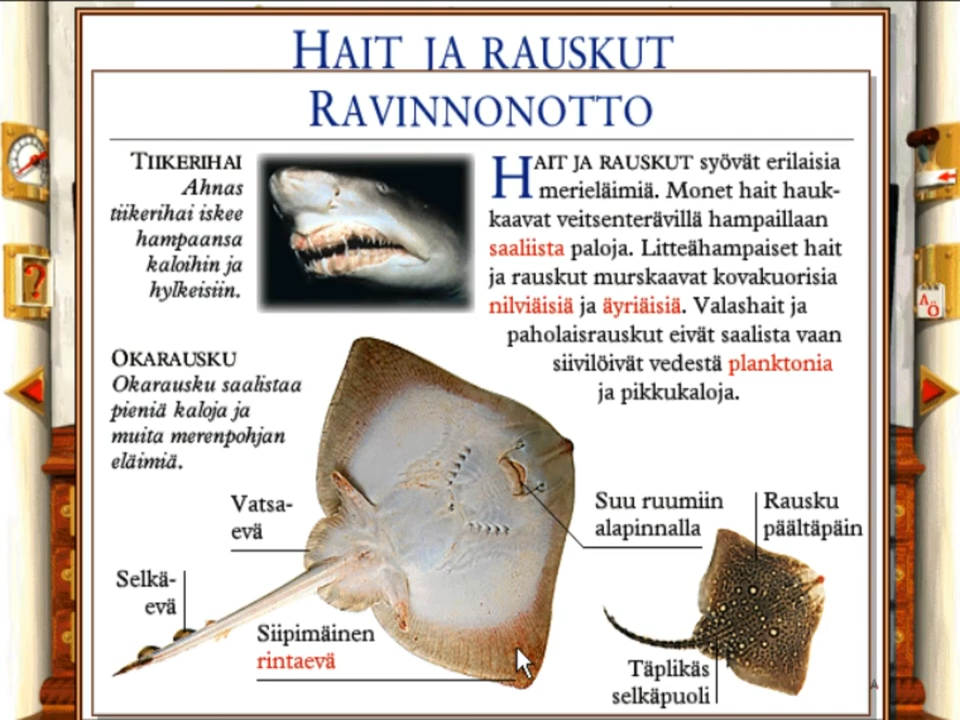 HAIT JA RAUSKUT
RAVINNONOTTO
TIIKERIHAI
Ahnas
tiikerihai iskee
hampaansa
kaloihin ja
hylkeisiin.
HAIT JA RAUSKUT syövät erilaisia
merieläimiä. Monet hait hauk-
kaavat veitsenterävillä hampaillaan
saaliista paloja. Litteähampaiset hait
ja rauskut murskaavat kovakuorisia
nilviäisiä ja äyriäisiä. Valashait ja
paholaisrauskut eivät saalista vaan
siivilöivät vedestä planktonia
ja pikkukaloja.
OKARAUSKU
Okarausku saalistaa
pieniä kaloja ja
muita merenpohjan
eläimiä.
Vatsa-
evä
Suu ruumiin
alapinnalla
Rausku
päältäpäin
Selkä-
evä
Siipimäinen
rintaevä
Täplikäs
selkäpuoli
?
A
Ö
A